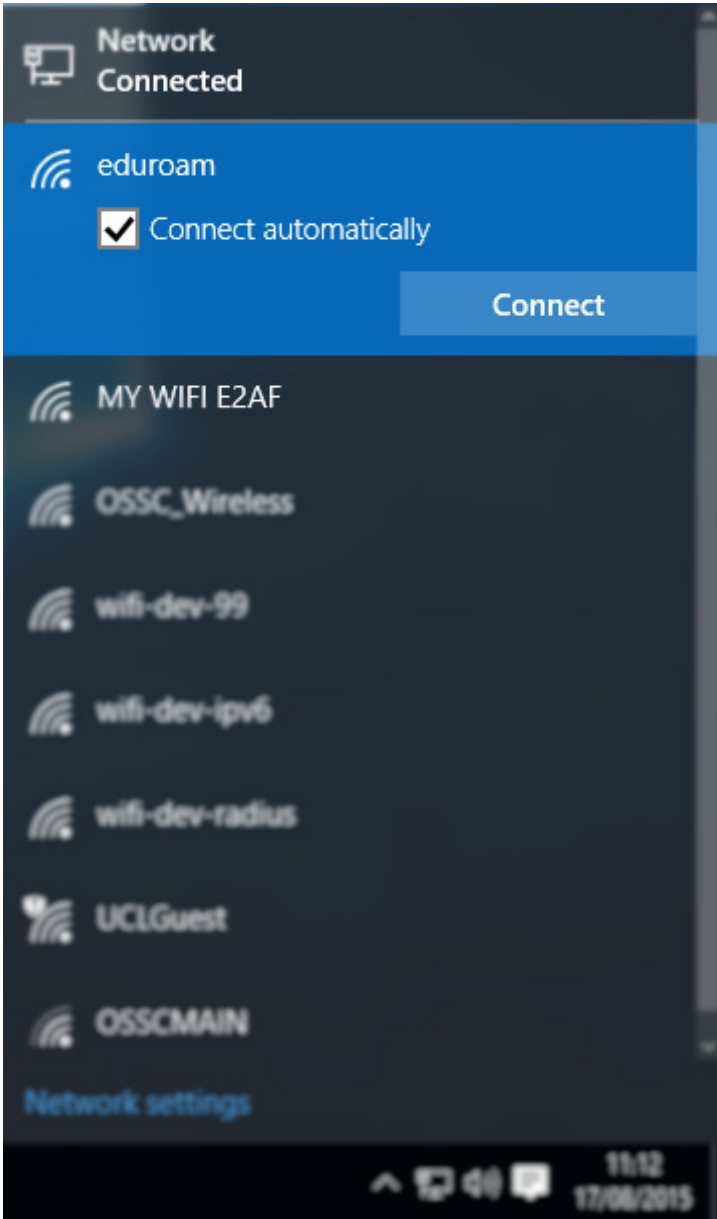 Network
Connected
eduroam
Connect automatically
Connect
MY WIFI E2AF
OSSC_Wireless
wifi-dev-99
wifi-dev-ipv6
wifi-dev-radius
UCLGuest
OSSCMAIN
Network settings
11:12
17/08/2015